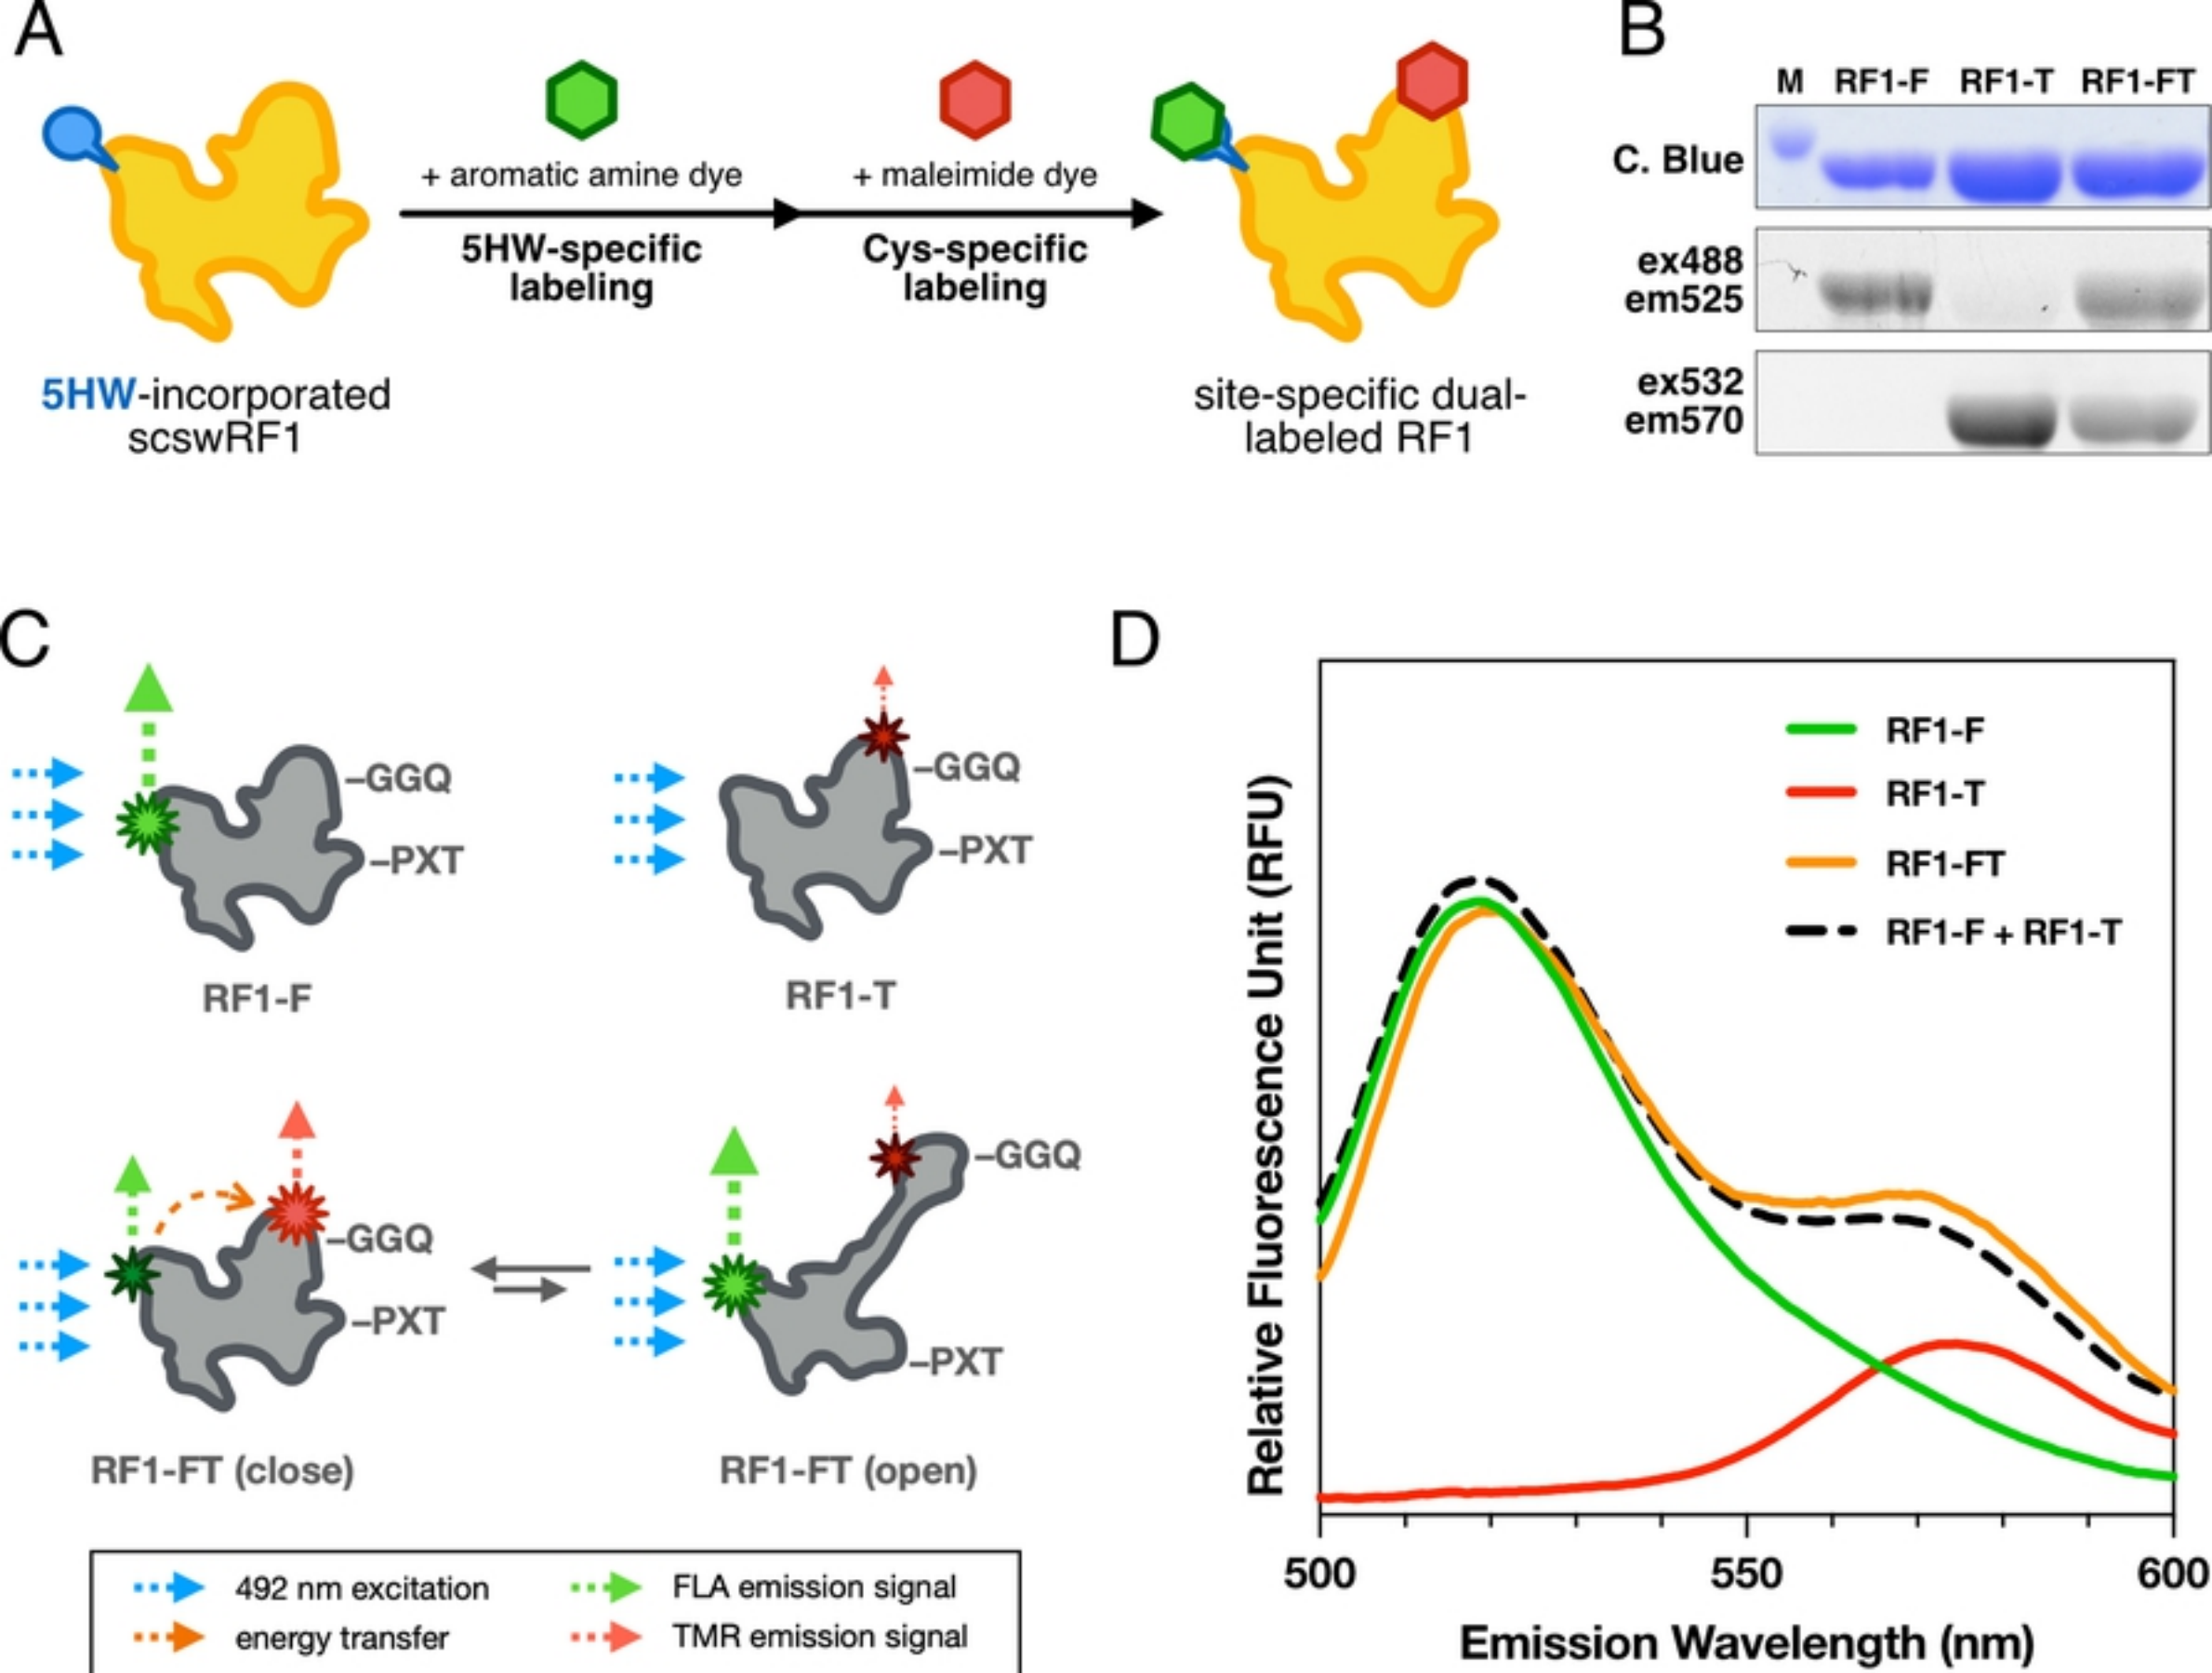 A
+ aromatic amine dye
5HW-specific
labeling
+ maleimide dye
Cys-specific
labeling
5HW-incorporated
scswRF1
site-specific dual-
labeled RF1
B
M RF1-F RF1-T RF1-FT
C. Blue
ex488
em525
ex532
em570
C
–GGQ
–PXT
RF1-F
–GGQ
–PXT
RF1-T
–GGQ
–PXT
RF1-FT (close)
–GGQ
–PXT
RF1-FT (open)
492 nm excitation
FLA emission signal
energy transfer
TMR emission signal
D
Relative Fluorescence Unit (RFU)
RF1-F
RF1-T
RF1-FT
RF1-F + RF1-T
500 550 600
Emission Wavelength (nm)